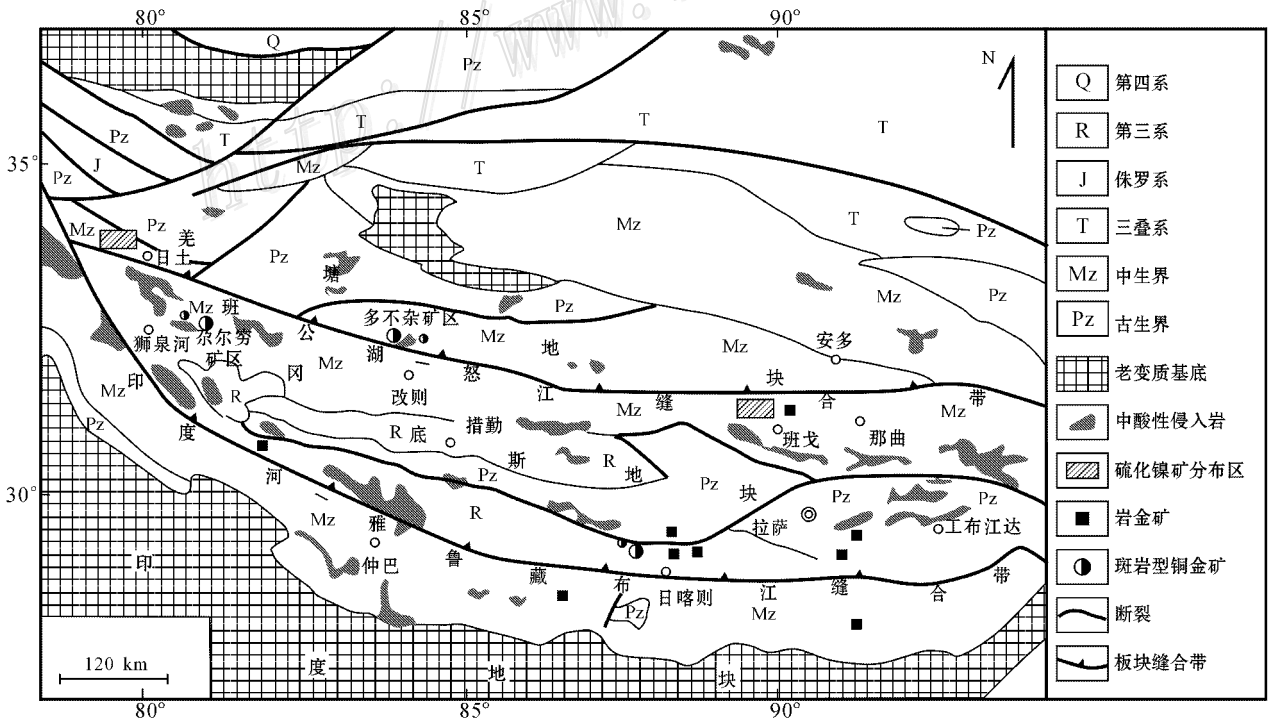 80°
85°
90°
http://www.
N
35°
30°
Q
Pz
Pz
T
T
T
T
J
Pz
Mz
T
Mz
Pz
羌
日土
Pz
塘
Mz
T
Pz
Mz
Pz
Mz
班
公
湖
怒
江
缝
合
带
多不杂矿区
Pz
Mz
地
Mz
块
安多
狮泉河
尕尔穷
矿区
冈
Mz
改则
Mz
Mz
班戈
那曲
印
度
河
Mz
Pz
R
R
底
措勤
斯
R
地
块
Pz
Pz
Pz
Pz
R
拉萨
工布江达
Mz
雅
仲巴
鲁
藏
布
江
缝
合
带
日喀则
Mz
Pz
印
度
地
块
120 km
80°
85°
90°
Q 第四系
R 第三系
J 侏罗系
T 三叠系
Mz 中生界
Pz 古生界
老变质基底
中酸性侵入岩
硫化镍矿分布区
岩金矿
斑岩型铜金矿
断裂
板块缝合带